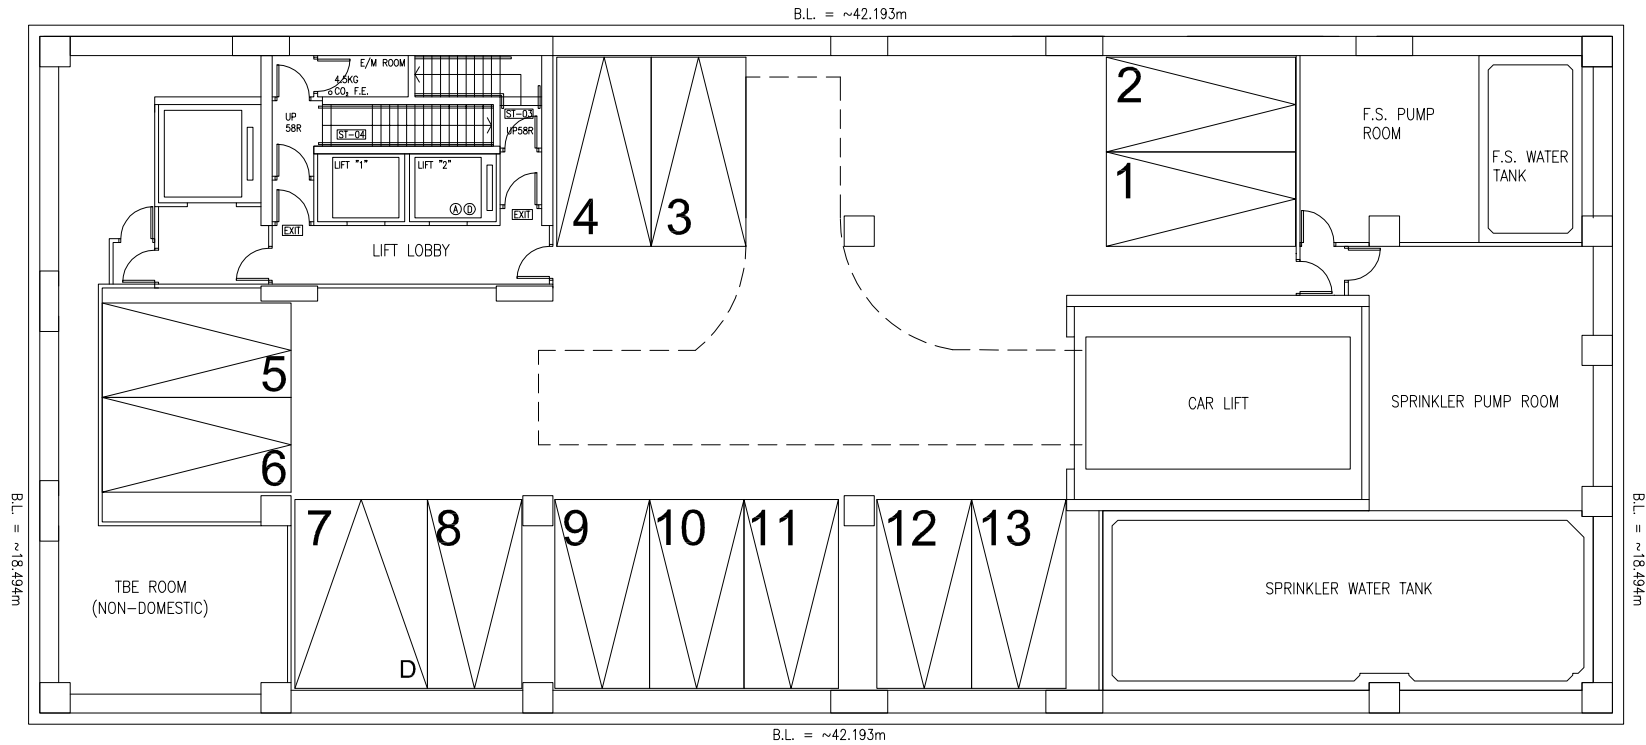 B.L. = ~42.193m
E/M ROOM
4.5KG
CO₂ F.E.
UP
58R
ST-04
ST-03
UP58R
LIFT "1"
LIFT "2"
A D
EXIT
EXIT
LIFT LOBBY
4
3
2
1
F.S. PUMP
ROOM
F.S. WATER
TANK
5
6
CAR LIFT
SPRINKLER PUMP ROOM
7
8
9
10
11
12
13
D
TBE ROOM
(NON-DOMESTIC)
SPRINKLER WATER TANK
B.L. = ~18.494m
B.L. = ~18.494m
B.L. = ~42.193m